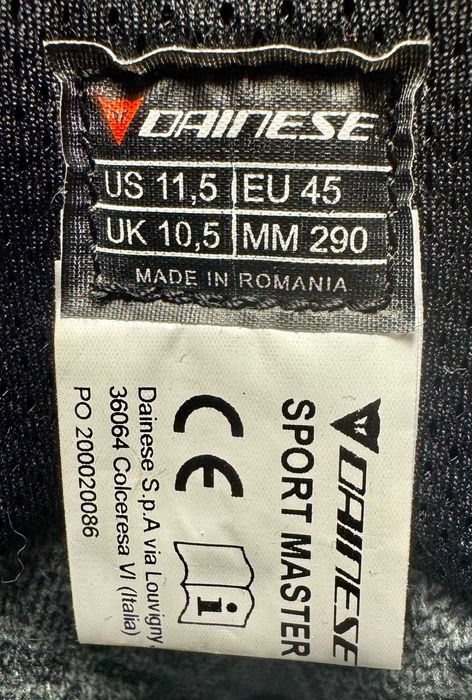 DAINESE
US 11,5 EU 45
UK 10,5 MM 290
MADE IN ROMANIA
DAINESE
SPORT MASTER
CE
i
Dainese S.p.A via Louvigny,
36064 Colceresa VI (Italia)
PO 200020086